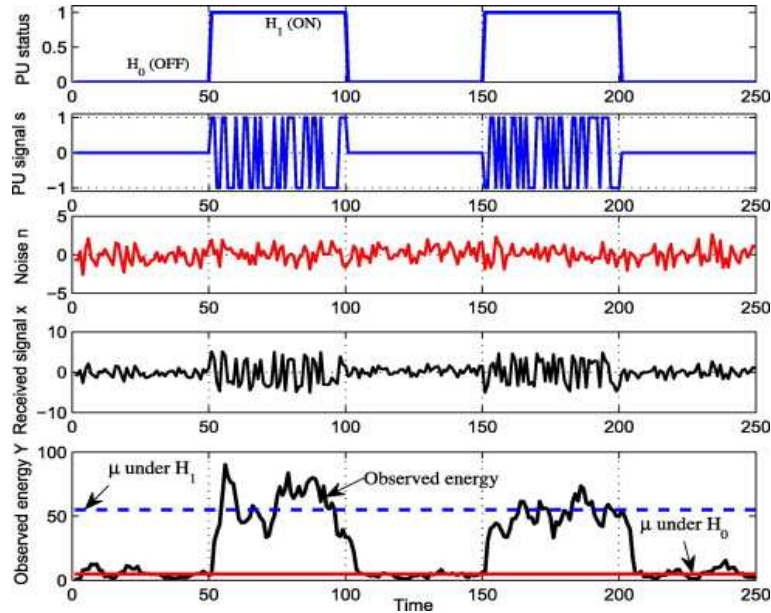 PU status
1
0.5
0
H0 (OFF)
H1 (ON)
0 50 100 150 200 250
PU signal s
1
0
−1
0 50 100 150 200 250
Noise n
5
0
−5
0 50 100 150 200 250
Received signal x
10
0
−10
0 50 100 150 200 250
Observed energy Y
100
50
0
μ under H1
Observed energy
μ under H0
0 50 100 150 200 250
Time